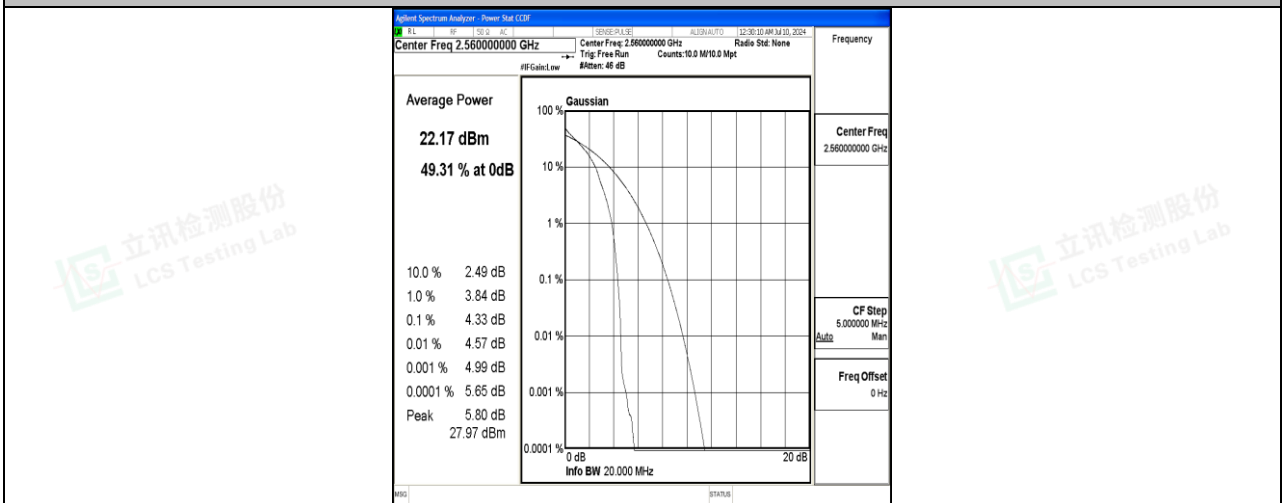 Agilent Spectrum Analyzer - Power Stat CCDF
RL RF 50 Ω AC SENSE:PULSE ALIGNAUTO 12:30:10 AM Jul 10, 2024
Center Freq 2.560000000 GHz
Center Freq: 2.560000000 GHz Radio Std: None
Trig: Free Run Counts:10.0 M/10.0 Mpt
#IFGain:Low #Atten: 46 dB
Frequency
Average Power
22.17 dBm
49.31 % at 0dB
10.0 % 2.49 dB
1.0 % 3.84 dB
0.1 % 4.33 dB
0.01 % 4.57 dB
0.001 % 4.99 dB
0.0001 % 5.65 dB
Peak 5.80 dB
27.97 dBm
Gaussian
100 %
10 %
1 %
0.1 %
0.01 %
0.001 %
0.0001 %
0 dB 20 dB
Info BW 20.000 MHz
Center Freq
2.560000000 GHz
CF Step
5.000000 MHz
Auto Man
Freq Offset
0 Hz
MSG STATUS
立讯检测股份
LCS Testing Lab
立讯检测股份
LCS Testing Lab